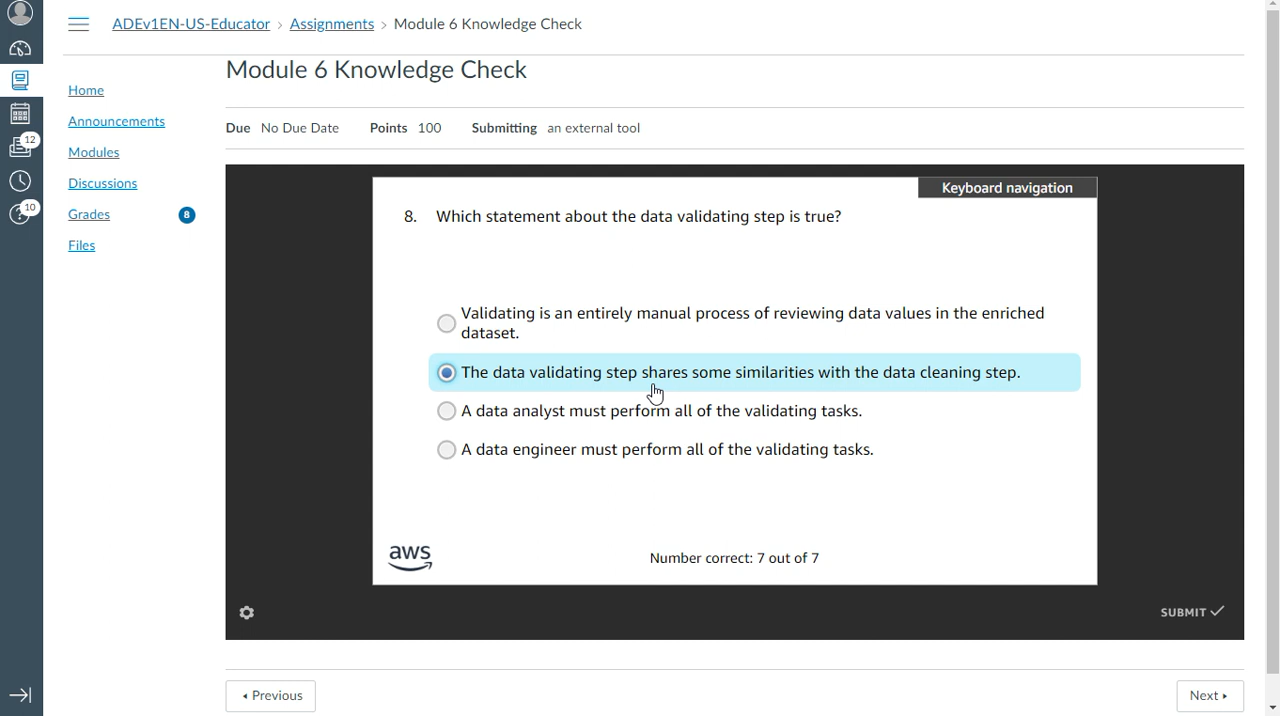 ADEv1EN-US-Educator › Assignments › Module 6 Knowledge Check
Module 6 Knowledge Check
Home
Announcements
Modules
Discussions
Grades 8
Files
12
10
Due No Due Date Points 100 Submitting an external tool
Keyboard navigation
8. Which statement about the data validating step is true?
Validating is an entirely manual process of reviewing data values in the enriched
dataset.
The data validating step shares some similarities with the data cleaning step.
A data analyst must perform all of the validating tasks.
A data engineer must perform all of the validating tasks.
aws
Number correct: 7 out of 7
SUBMIT
Previous
Next